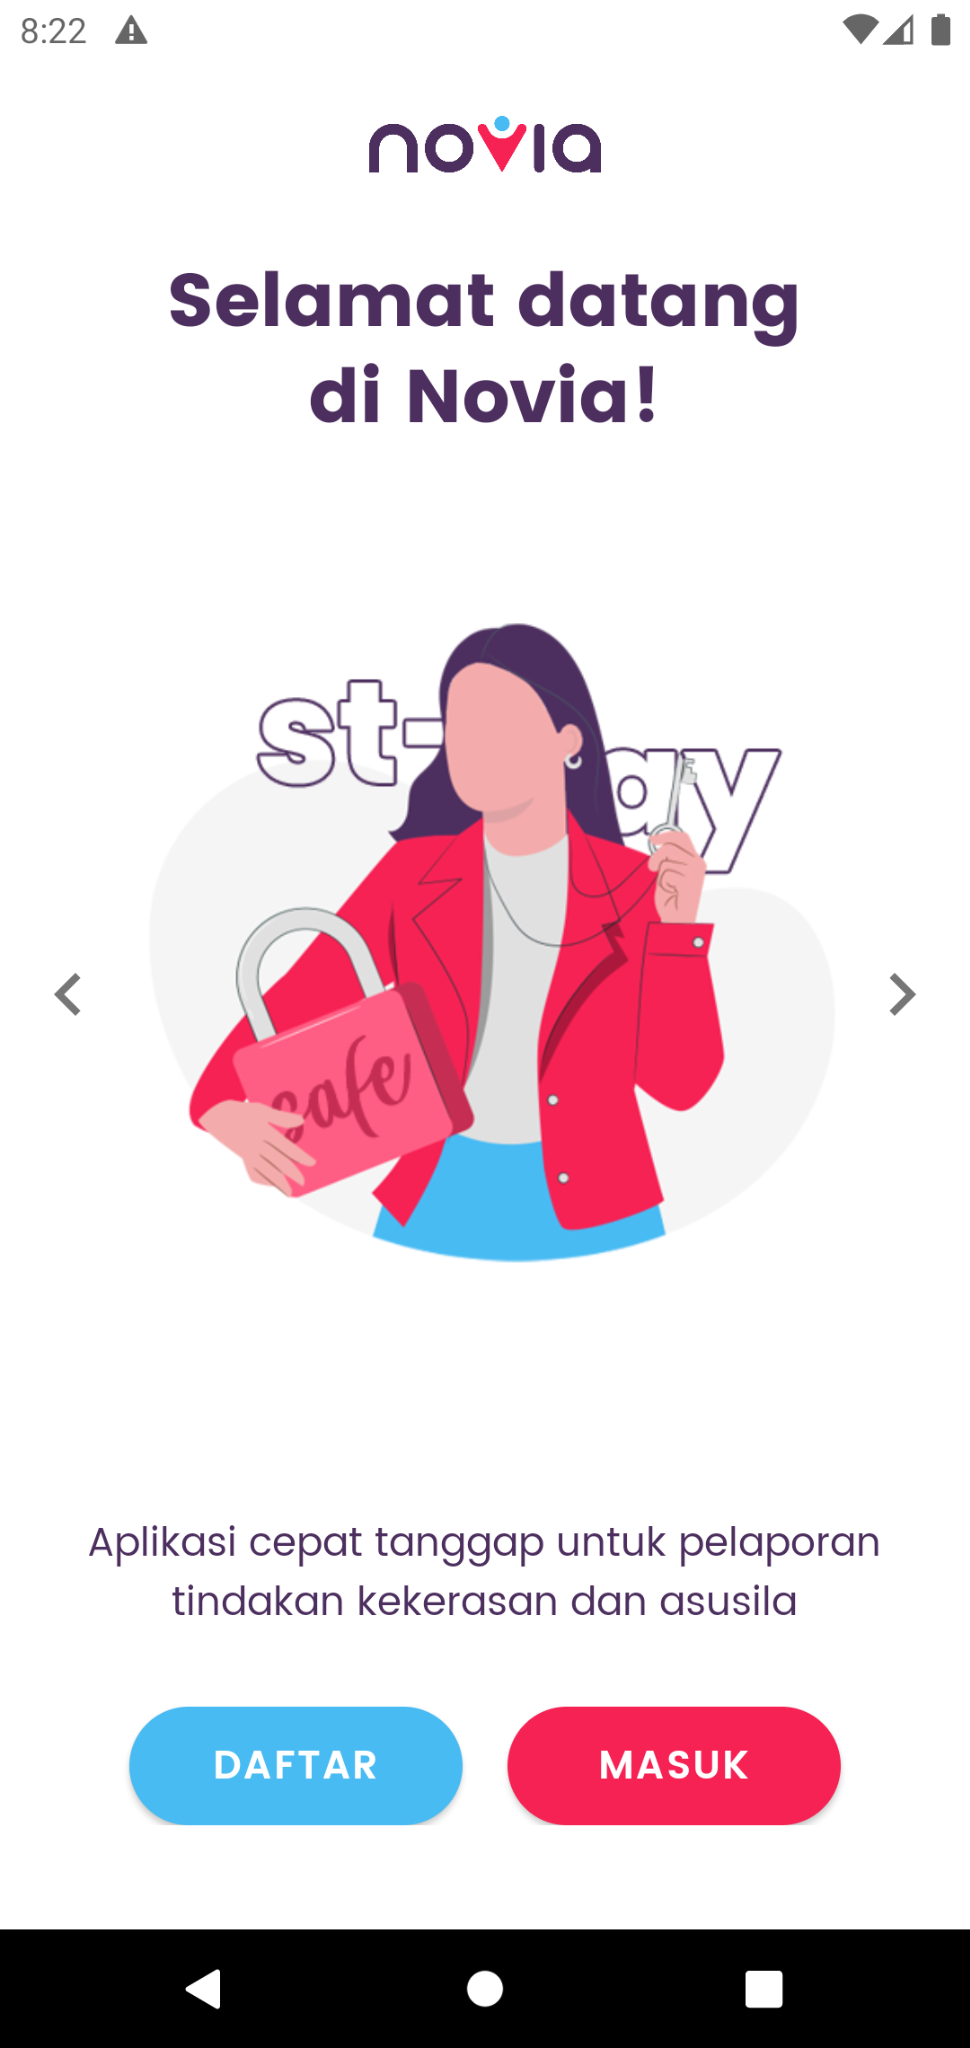 8:22
novia
Selamat datang
di Novia!
st-ay
safe
Aplikasi cepat tanggap untuk pelaporan
tindakan kekerasan dan asusila
DAFTAR MASUK